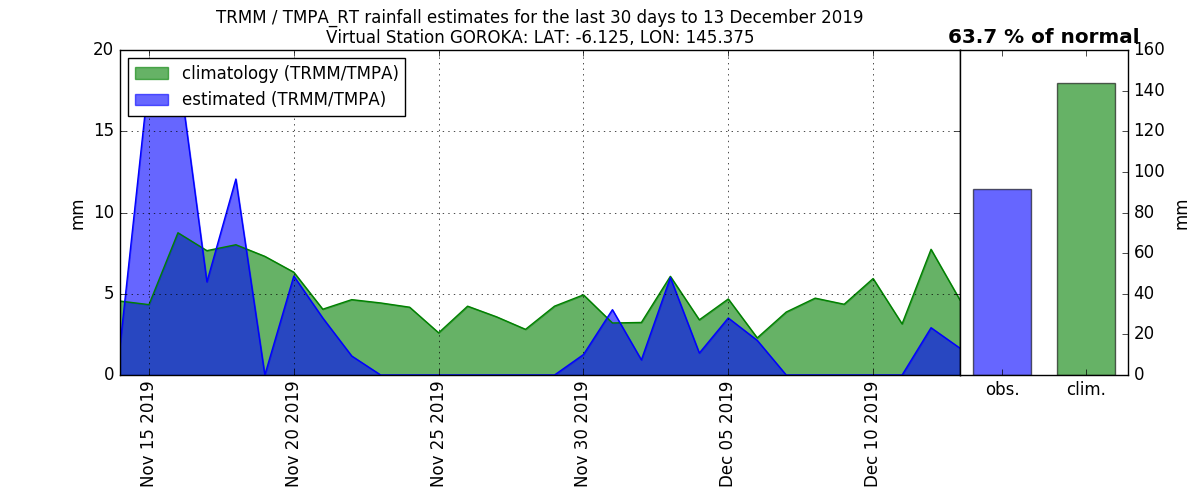 TRMM / TMPA_RT rainfall estimates for the last 30 days to 13 December 2019
Virtual Station GOROKA: LAT: -6.125, LON: 145.375
63.7 % of normal
climatology (TRMM/TMPA)
estimated (TRMM/TMPA)
20
15
10
5
0
mm
160
140
120
100
80
60
40
20
0
mm
Nov 15 2019
Nov 20 2019
Nov 25 2019
Nov 30 2019
Dec 05 2019
Dec 10 2019
obs.
clim.